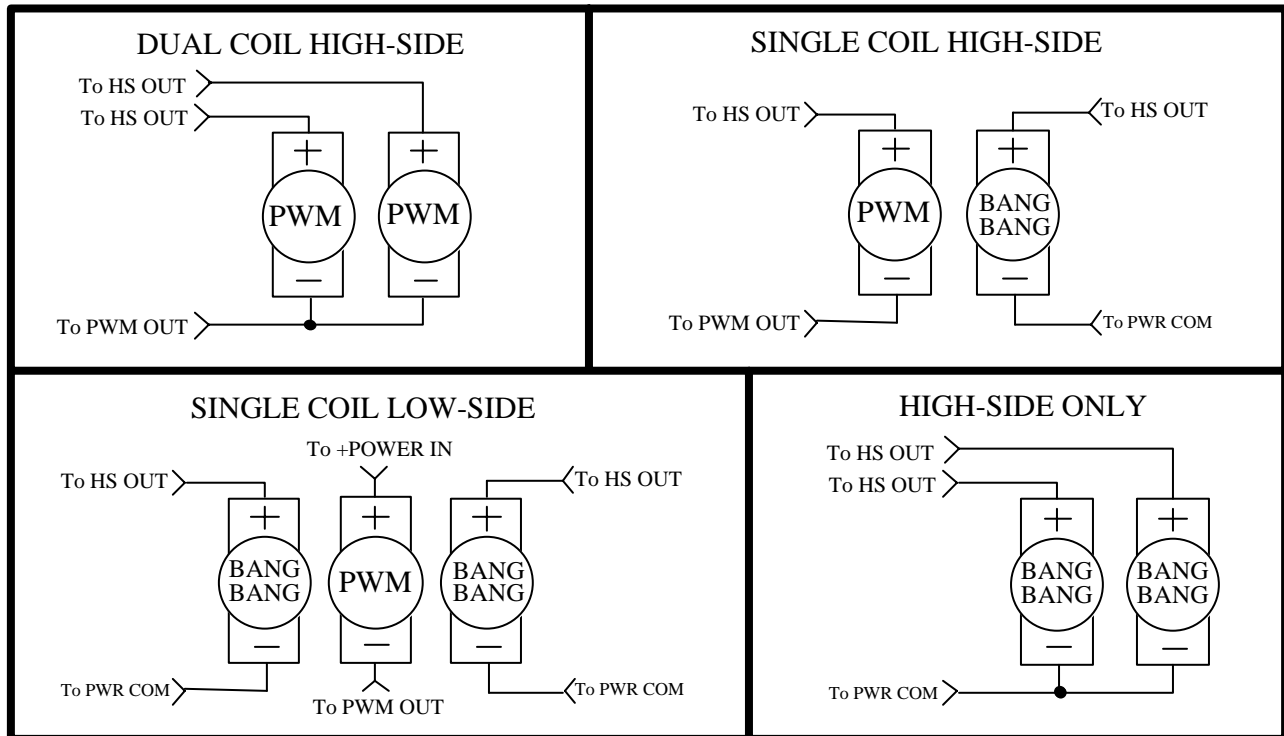 DUAL COIL HIGH-SIDE
To HS OUT
To HS OUT
+ +
PWM PWM
− −
To PWM OUT
SINGLE COIL HIGH-SIDE
To HS OUT
To HS OUT
+ +
PWM
BANG
BANG
− −
To PWM OUT
To PWR COM
SINGLE COIL LOW-SIDE
To +POWER IN
To HS OUT
To HS OUT
+ + +
BANG
BANG
PWM
BANG
BANG
− − −
To PWR COM
To PWM OUT
To PWR COM
HIGH-SIDE ONLY
To HS OUT
To HS OUT
+ +
BANG
BANG
BANG
BANG
− −
To PWR COM